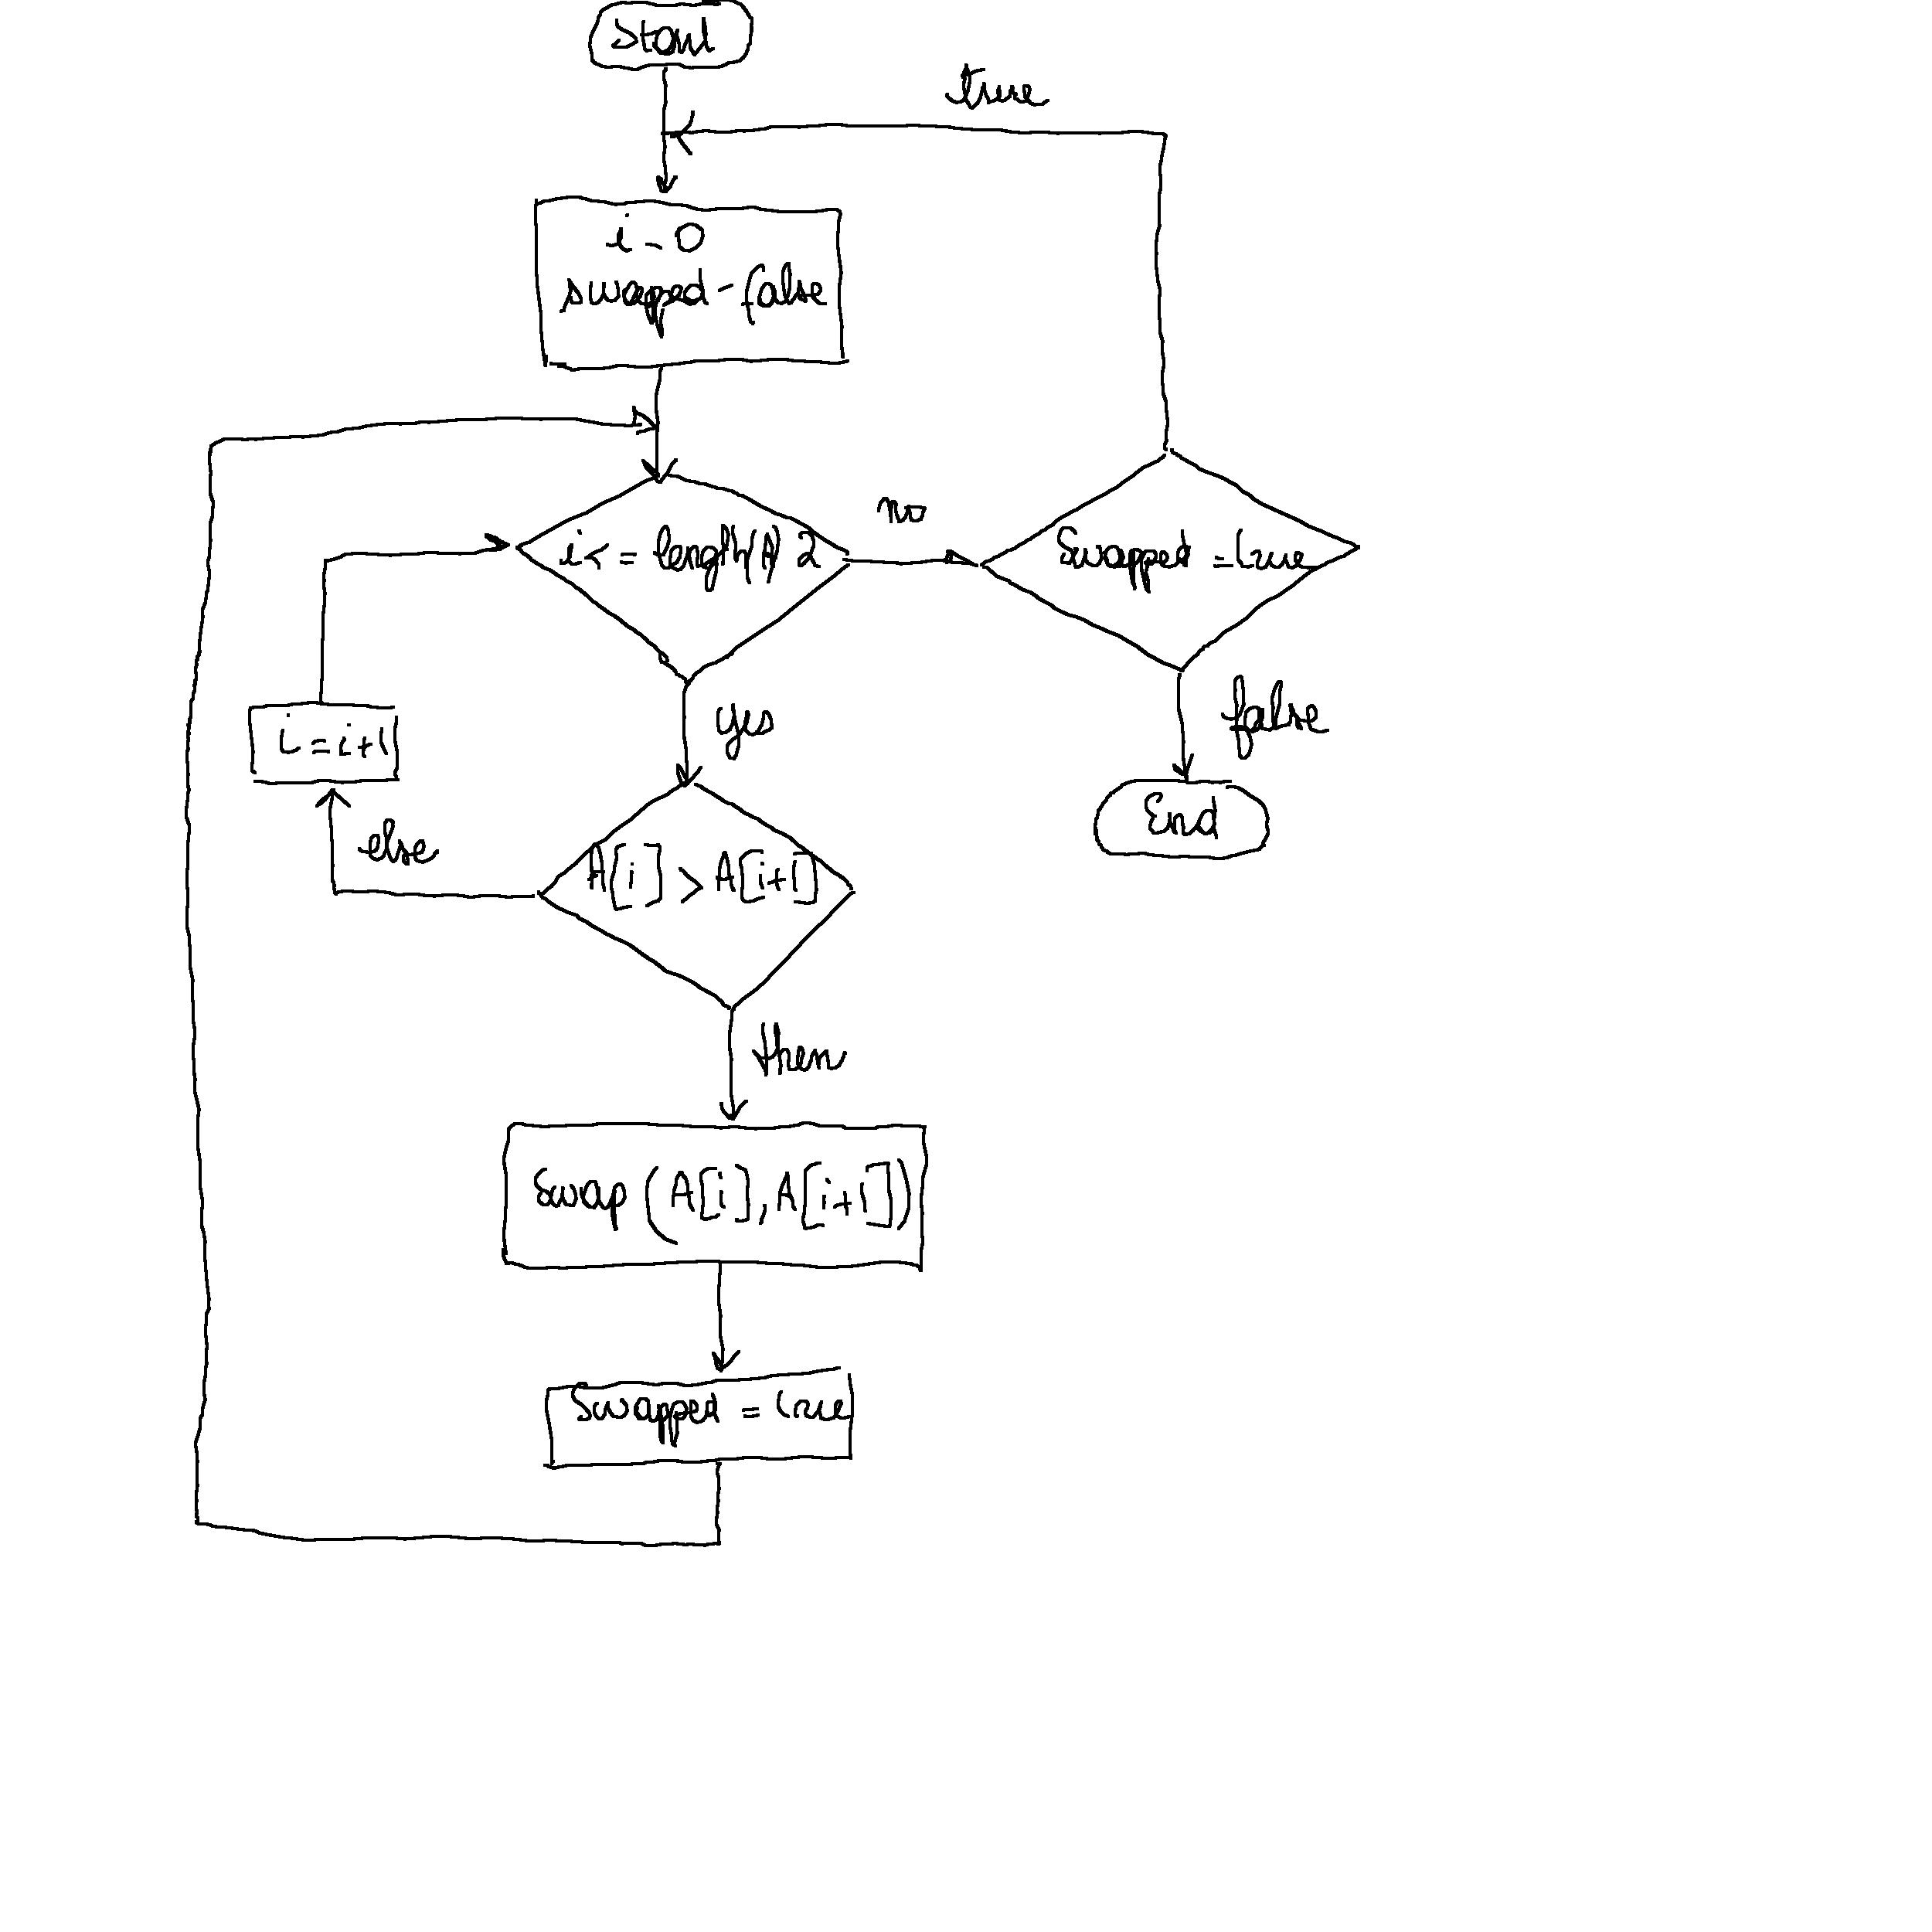 Start
true
i - 0
swapped - false
i < = length(A) 2
no
Swapped = true
yes
false
i = i+1
End
else
A[i] > A[i+1]
then
Swap (A[i], A[i+1])
Swapped = true